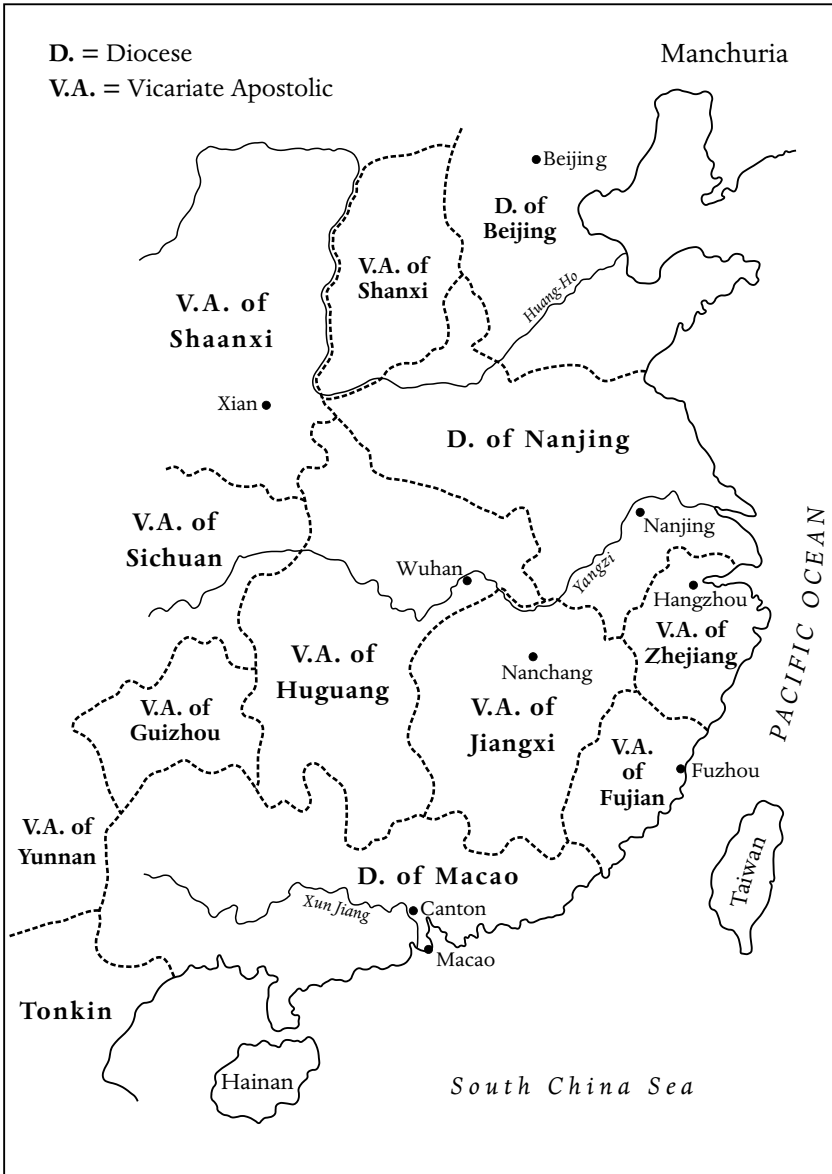 D. = Diocese
V.A. = Vicariate Apostolic
Manchuria
Beijing
D. of
Beijing
V.A. of
Shanxi
Huang-Ho
V.A. of
Shaanxi
Xian
D. of Nanjing
V.A. of
Sichuan
Nanjing
Wuhan
Yangzi
Hangzhou
V.A. of
Zhejiang
PACIFIC OCEAN
V.A. of
Huguang
Nanchang
V.A. of
Jiangxi
V.A. of
Guizhou
V.A.
of
Fujian
Fuzhou
V.A. of
Yunnan
Taiwan
D. of Macao
Xun Jiang
Canton
Macao
Tonkin
Hainan
South China Sea